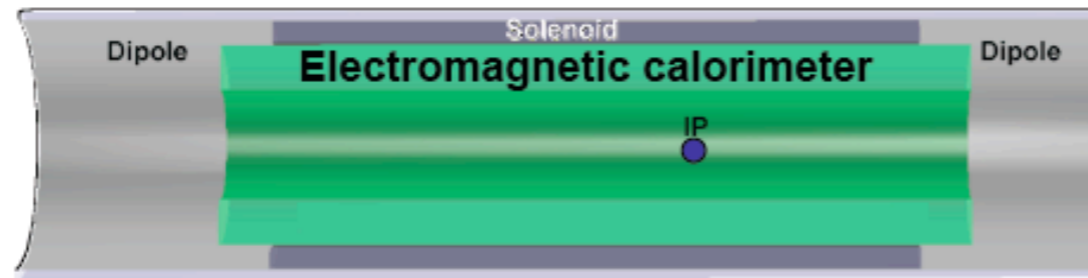 Solenoid
Dipole
Dipole
Electromagnetic calorimeter
IP